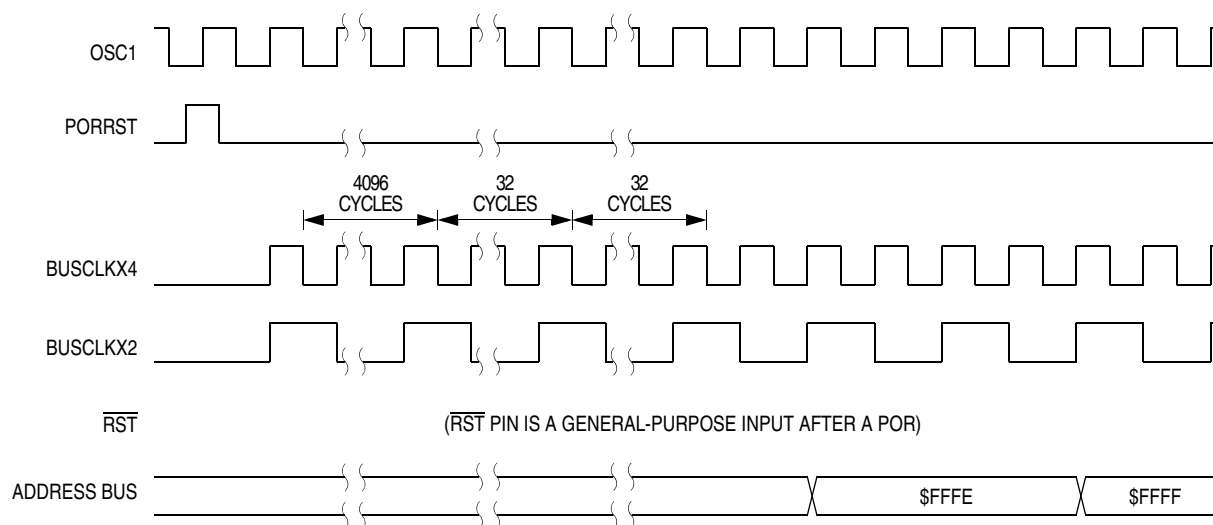 OSC1
PORRST
4096
CYCLES
32
CYCLES
32
CYCLES
BUSCLKX4
BUSCLKX2
RST
(RST PIN IS A GENERAL-PURPOSE INPUT AFTER A POR)
ADDRESS BUS
$FFFE
$FFFF